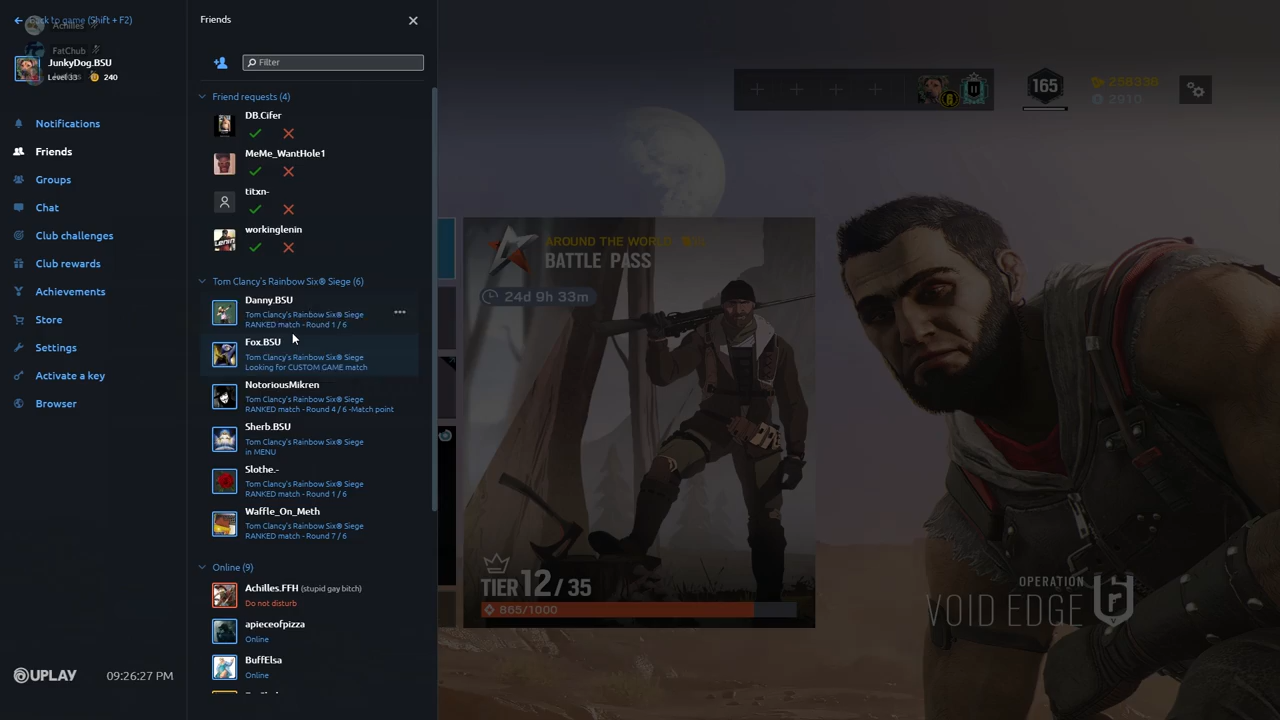 Back to game (Shift + F2)
Achilles
FatChub
JunkyDog.BSU
Level 33
240
Notifications
Friends
Groups
Chat
Club challenges
Club rewards
Achievements
Store
Settings
Activate a key
Browser
UPLAY
09:26:27 PM
Friends
Filter
Friend requests (4)
DB.Cifer
MeMe_WantHole1
titxn-
workinglenin
Tom Clancy's Rainbow Six® Siege (6)
Danny.BSU
Tom Clancy's Rainbow Six® Siege
RANKED match - Round 1 / 6
Fox.BSU
Tom Clancy's Rainbow Six® Siege
Looking for CUSTOM GAME match
NotoriousMikren
Tom Clancy's Rainbow Six® Siege
RANKED match - Round 4 / 6 -Match point
Sherb.BSU
Tom Clancy's Rainbow Six® Siege
in MENU
Slothe.-
Tom Clancy's Rainbow Six® Siege
RANKED match - Round 1 / 6
Waffle_On_Meth
Tom Clancy's Rainbow Six® Siege
RANKED match - Round 7 / 6
Online (9)
Achilles.FFH (stupid gay bitch)
Do not disturb
apieceofpizza
Online
BuffElsa
Online
165
258338
2910
AROUND THE WORLD
BATTLE PASS
24d 9h 33m
TIER 12/35
865/1000
OPERATION
VOID EDGE